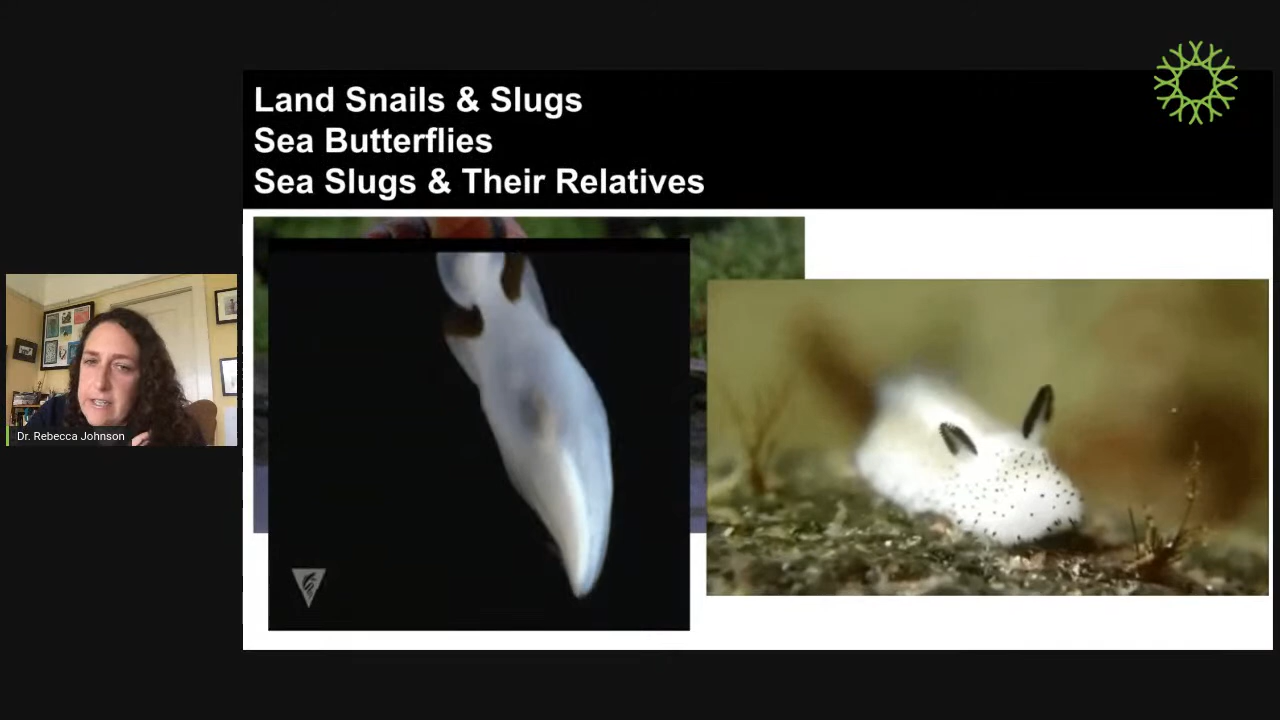 Land Snails & Slugs
Sea Butterflies
Sea Slugs & Their Relatives
Dr. Rebecca Johnson